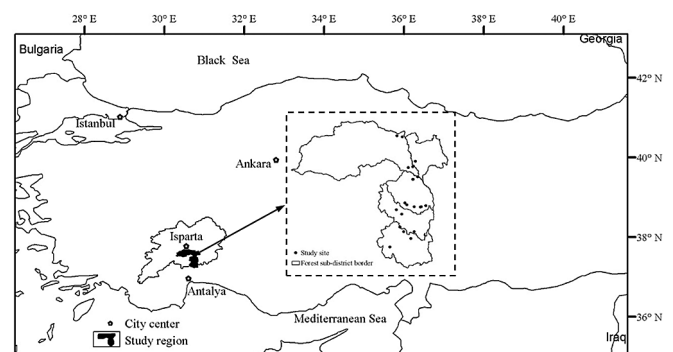 28° E 30° E 32° E 34° E 36° E 38° E 40° E
Bulgaria
Georgia
Black Sea
42° N
Istanbul
Ankara
40° N
Isparta
38° N
Study site
Forest sub-district border
Antalya
City center
Mediterranean Sea
36° N
Study region
Iraq